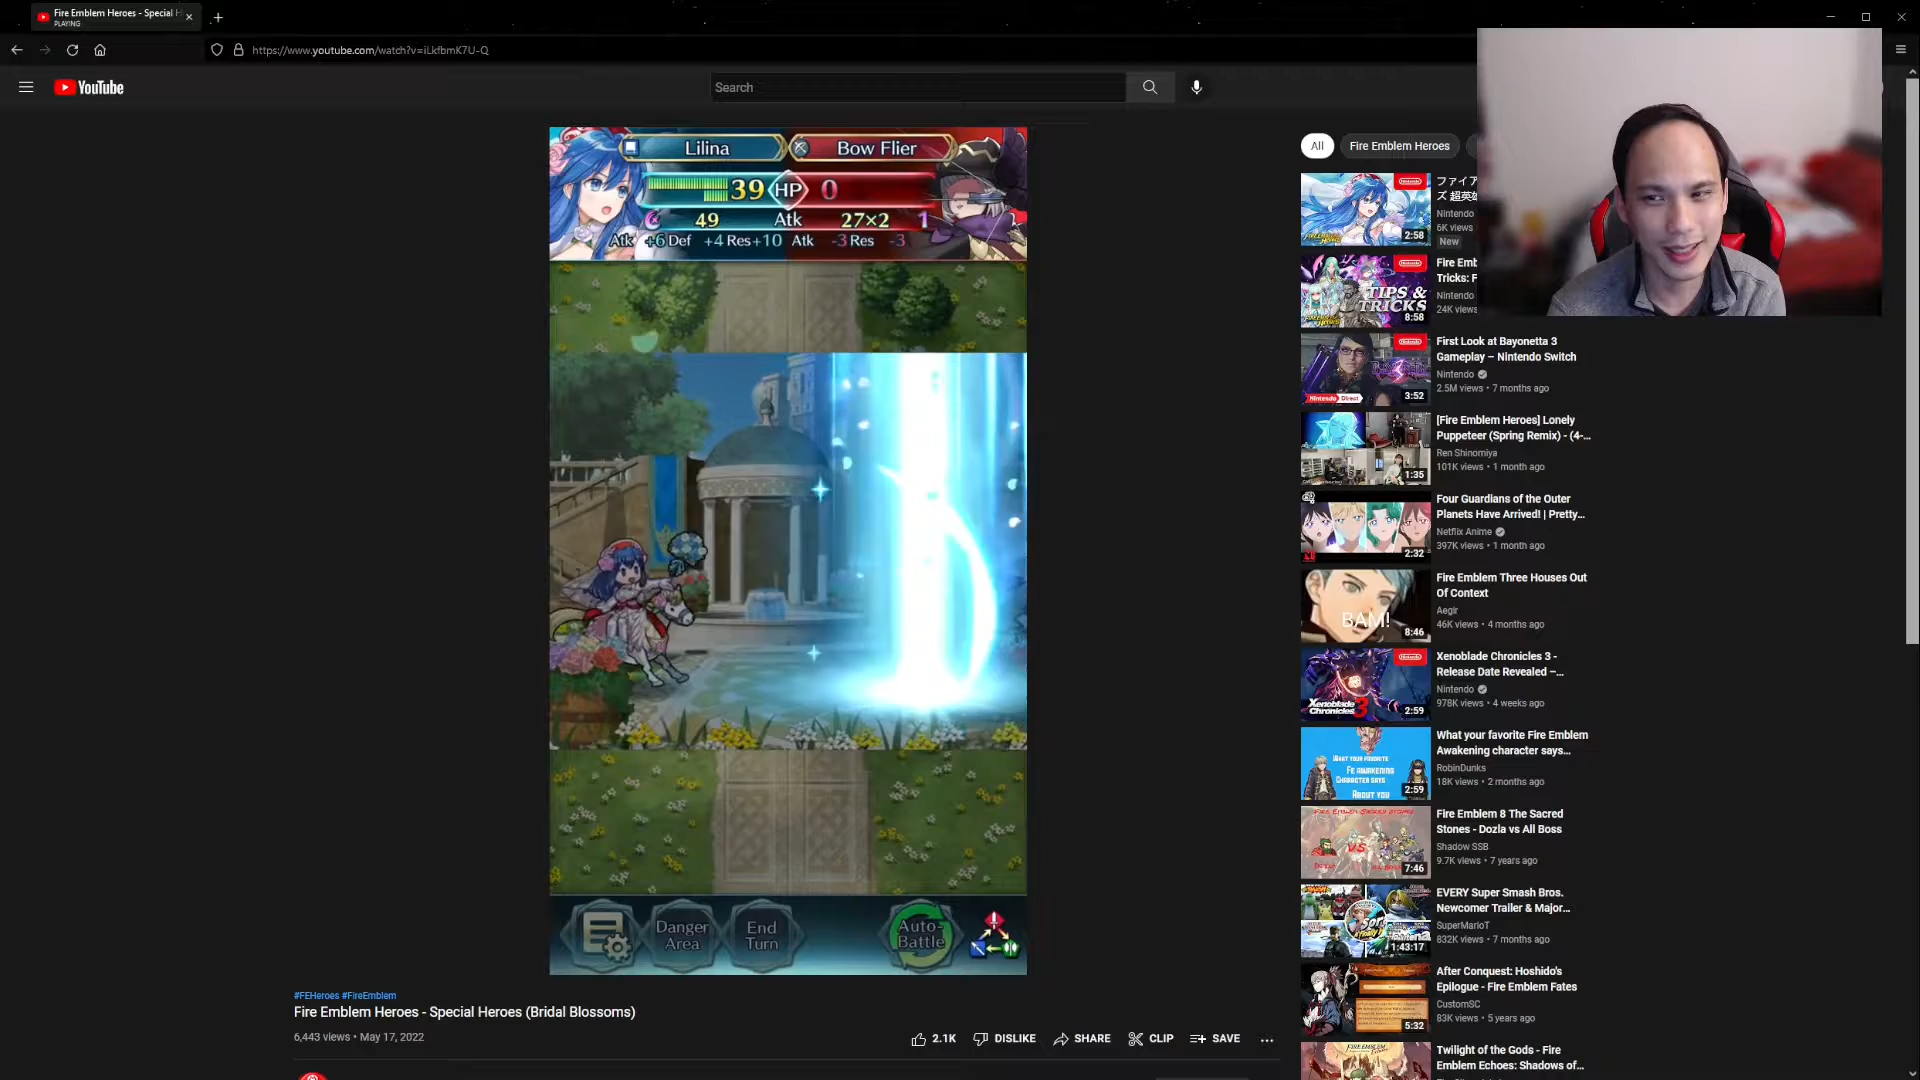 Fire Emblem Heroes - Special H
PLAYING
https://www.youtube.com/watch?v=iLkfbmK7U-Q
YouTube
Search
Lilina
Bow Flier
39 HP 0
49 Atk 27×2 1
Atk +6 Def +4 Res+10 Atk -3 Res -3
Danger Area
End Turn
Auto-Battle
#FEHeroes #FireEmblem
Fire Emblem Heroes - Special Heroes (Bridal Blossoms)
6,443 views • May 17, 2022
2.1K
DISLIKE
SHARE
CLIP
SAVE
All
Fire Emblem Heroes
ファイア
ズ 超英雄
Nintendo
6K views
New
2:58
Fire Emb
Tricks: F
Nintendo
24K views
TIPS & TRICKS
8:58
First Look at Bayonetta 3
Gameplay – Nintendo Switch
Nintendo
2.5M views • 7 months ago
3:52
[Fire Emblem Heroes] Lonely
Puppeteer (Spring Remix) - (4-...
Ren Shinomiya
101K views • 1 month ago
1:35
Four Guardians of the Outer
Planets Have Arrived! | Pretty...
Netflix Anime
397K views • 1 month ago
2:32
Fire Emblem Three Houses Out
Of Context
Aegir
46K views • 4 months ago
BAM!
8:46
Xenoblade Chronicles 3 -
Release Date Revealed –...
Nintendo
978K views • 4 weeks ago
Xenoblade Chronicles 3
2:59
What your favorite Fire Emblem
Awakening character says...
RobinDunks
18K views • 2 months ago
WHAT YOUR FAVORITE
FE AWAKENING
CHARACTER SAYS
ABOUT YOU
2:59
Fire Emblem 8 The Sacred
Stones - Dozla vs All Boss
Shadow SSB
9.7K views • 7 years ago
VS
7:46
EVERY Super Smash Bros.
Newcomer Trailer & Major...
SuperMarioT
832K views • 7 months ago
1:43:17
After Conquest: Hoshido's
Epilogue - Fire Emblem Fates
CustomSC
83K views • 5 years ago
5:32
Twilight of the Gods - Fire
Emblem Echoes: Shadows of...